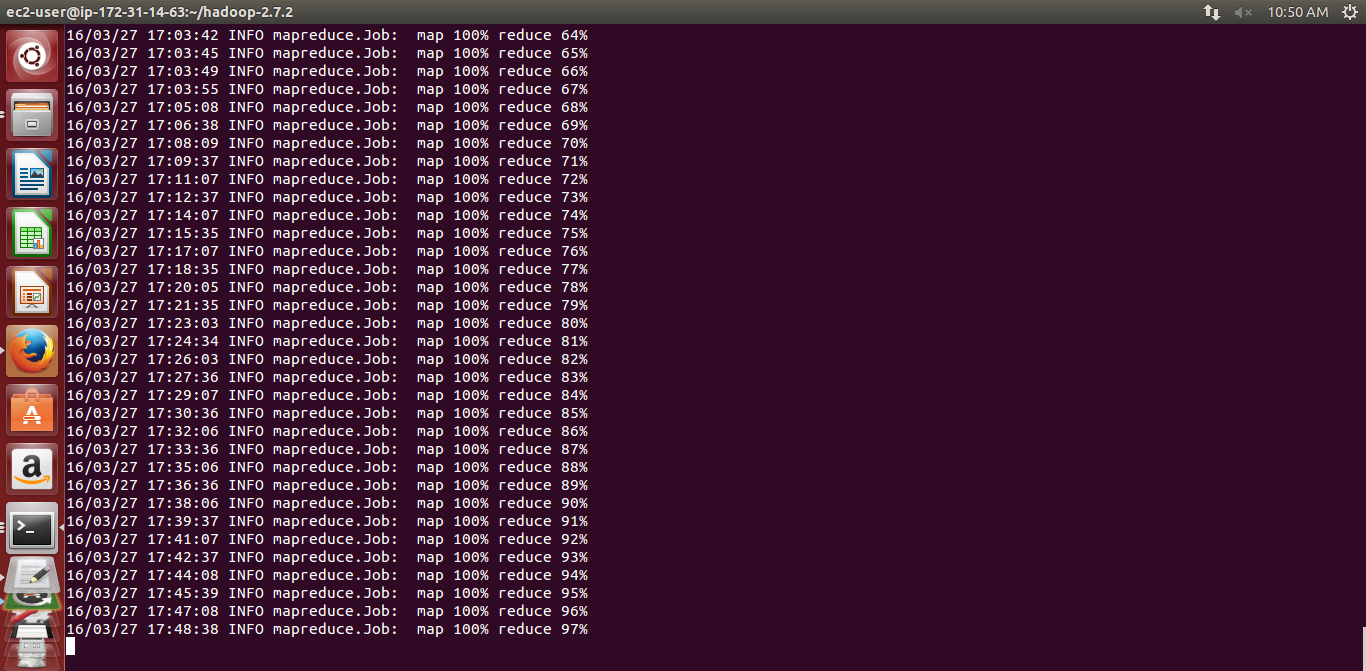 ec2-user@ip-172-31-14-63:~/hadoop-2.7.2 10:50 AM
16/03/27 17:03:42 INFO mapreduce.Job:  map 100% reduce 64%
16/03/27 17:03:45 INFO mapreduce.Job:  map 100% reduce 65%
16/03/27 17:03:49 INFO mapreduce.Job:  map 100% reduce 66%
16/03/27 17:03:55 INFO mapreduce.Job:  map 100% reduce 67%
16/03/27 17:05:08 INFO mapreduce.Job:  map 100% reduce 68%
16/03/27 17:06:38 INFO mapreduce.Job:  map 100% reduce 69%
16/03/27 17:08:09 INFO mapreduce.Job:  map 100% reduce 70%
16/03/27 17:09:37 INFO mapreduce.Job:  map 100% reduce 71%
16/03/27 17:11:07 INFO mapreduce.Job:  map 100% reduce 72%
16/03/27 17:12:37 INFO mapreduce.Job:  map 100% reduce 73%
16/03/27 17:14:07 INFO mapreduce.Job:  map 100% reduce 74%
16/03/27 17:15:35 INFO mapreduce.Job:  map 100% reduce 75%
16/03/27 17:17:07 INFO mapreduce.Job:  map 100% reduce 76%
16/03/27 17:18:35 INFO mapreduce.Job:  map 100% reduce 77%
16/03/27 17:20:05 INFO mapreduce.Job:  map 100% reduce 78%
16/03/27 17:21:35 INFO mapreduce.Job:  map 100% reduce 79%
16/03/27 17:23:03 INFO mapreduce.Job:  map 100% reduce 80%
16/03/27 17:24:34 INFO mapreduce.Job:  map 100% reduce 81%
16/03/27 17:26:03 INFO mapreduce.Job:  map 100% reduce 82%
16/03/27 17:27:36 INFO mapreduce.Job:  map 100% reduce 83%
16/03/27 17:29:07 INFO mapreduce.Job:  map 100% reduce 84%
16/03/27 17:30:36 INFO mapreduce.Job:  map 100% reduce 85%
16/03/27 17:32:06 INFO mapreduce.Job:  map 100% reduce 86%
16/03/27 17:33:36 INFO mapreduce.Job:  map 100% reduce 87%
16/03/27 17:35:06 INFO mapreduce.Job:  map 100% reduce 88%
16/03/27 17:36:36 INFO mapreduce.Job:  map 100% reduce 89%
16/03/27 17:38:06 INFO mapreduce.Job:  map 100% reduce 90%
16/03/27 17:39:37 INFO mapreduce.Job:  map 100% reduce 91%
16/03/27 17:41:07 INFO mapreduce.Job:  map 100% reduce 92%
16/03/27 17:42:37 INFO mapreduce.Job:  map 100% reduce 93%
16/03/27 17:44:08 INFO mapreduce.Job:  map 100% reduce 94%
16/03/27 17:45:39 INFO mapreduce.Job:  map 100% reduce 95%
16/03/27 17:47:08 INFO mapreduce.Job:  map 100% reduce 96%
16/03/27 17:48:38 INFO mapreduce.Job:  map 100% reduce 97%